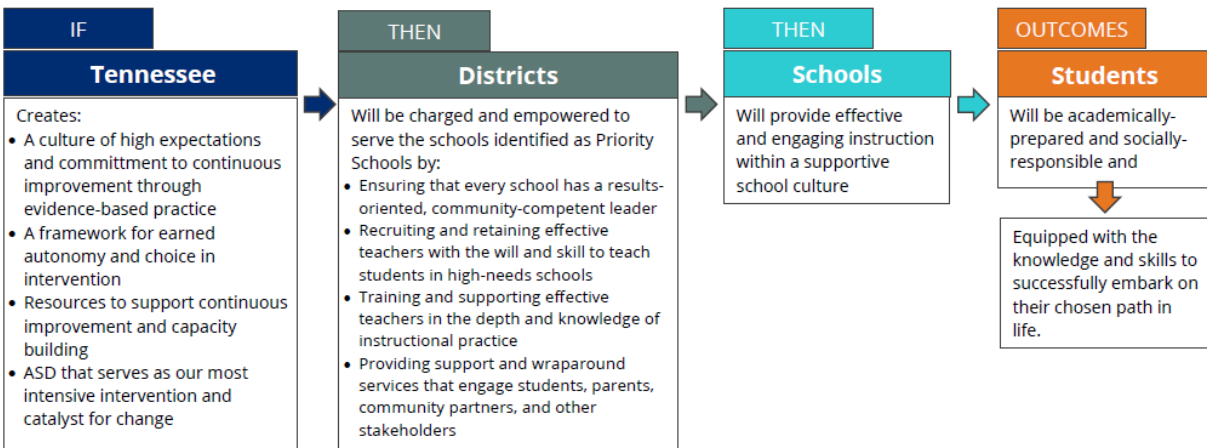 IF
Tennessee
Creates:
• A culture of high expectations
and committment to continuous
improvement through
evidence-based practice
• A framework for earned
autonomy and choice in
intervention
• Resources to support continuous
improvement and capacity
building
• ASD that serves as our most
intensive intervention and
catalyst for change
THEN
Districts
Will be charged and empowered to
serve the schools identified as Priority
Schools by:
• Ensuring that every school has a results-
oriented, community-competent leader
• Recruiting and retaining effective
teachers with the will and skill to teach
students in high-needs schools
• Training and supporting effective
teachers in the depth and knowledge of
instructional practice
• Providing support and wraparound
services that engage students, parents,
community partners, and other
stakeholders
THEN
Schools
Will provide effective
and engaging instruction
within a supportive
school culture
OUTCOMES
Students
Will be academically-
prepared and socially-
responsible and
Equipped with the
knowledge and skills to
successfully embark on
their chosen path in
life.